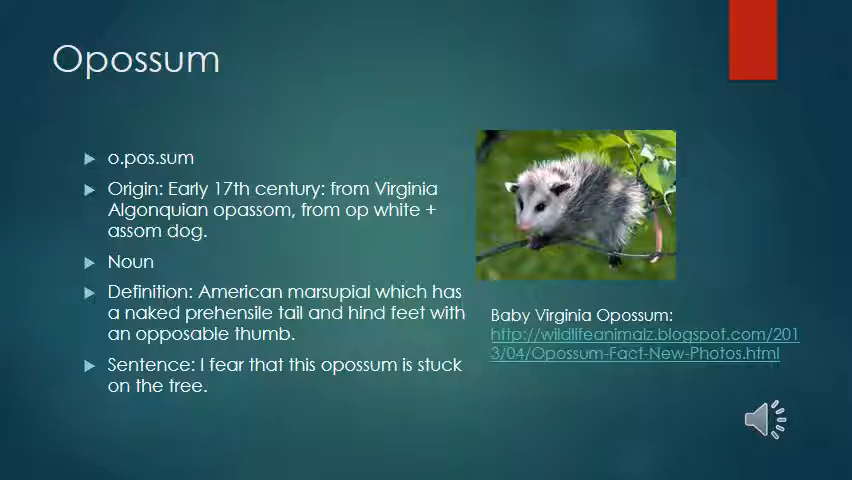 Opossum
o.pos.sum
Origin: Early 17th century: from Virginia
Algonquian opassom, from op white +
assom dog.
Noun
Definition: American marsupial which has
a naked prehensile tail and hind feet with
an opposable thumb.
Sentence: I fear that this opossum is stuck
on the tree.
Baby Virginia Opossum:
http://wildlifeanimalz.blogspot.com/201
3/04/Opossum-Fact-New-Photos.html